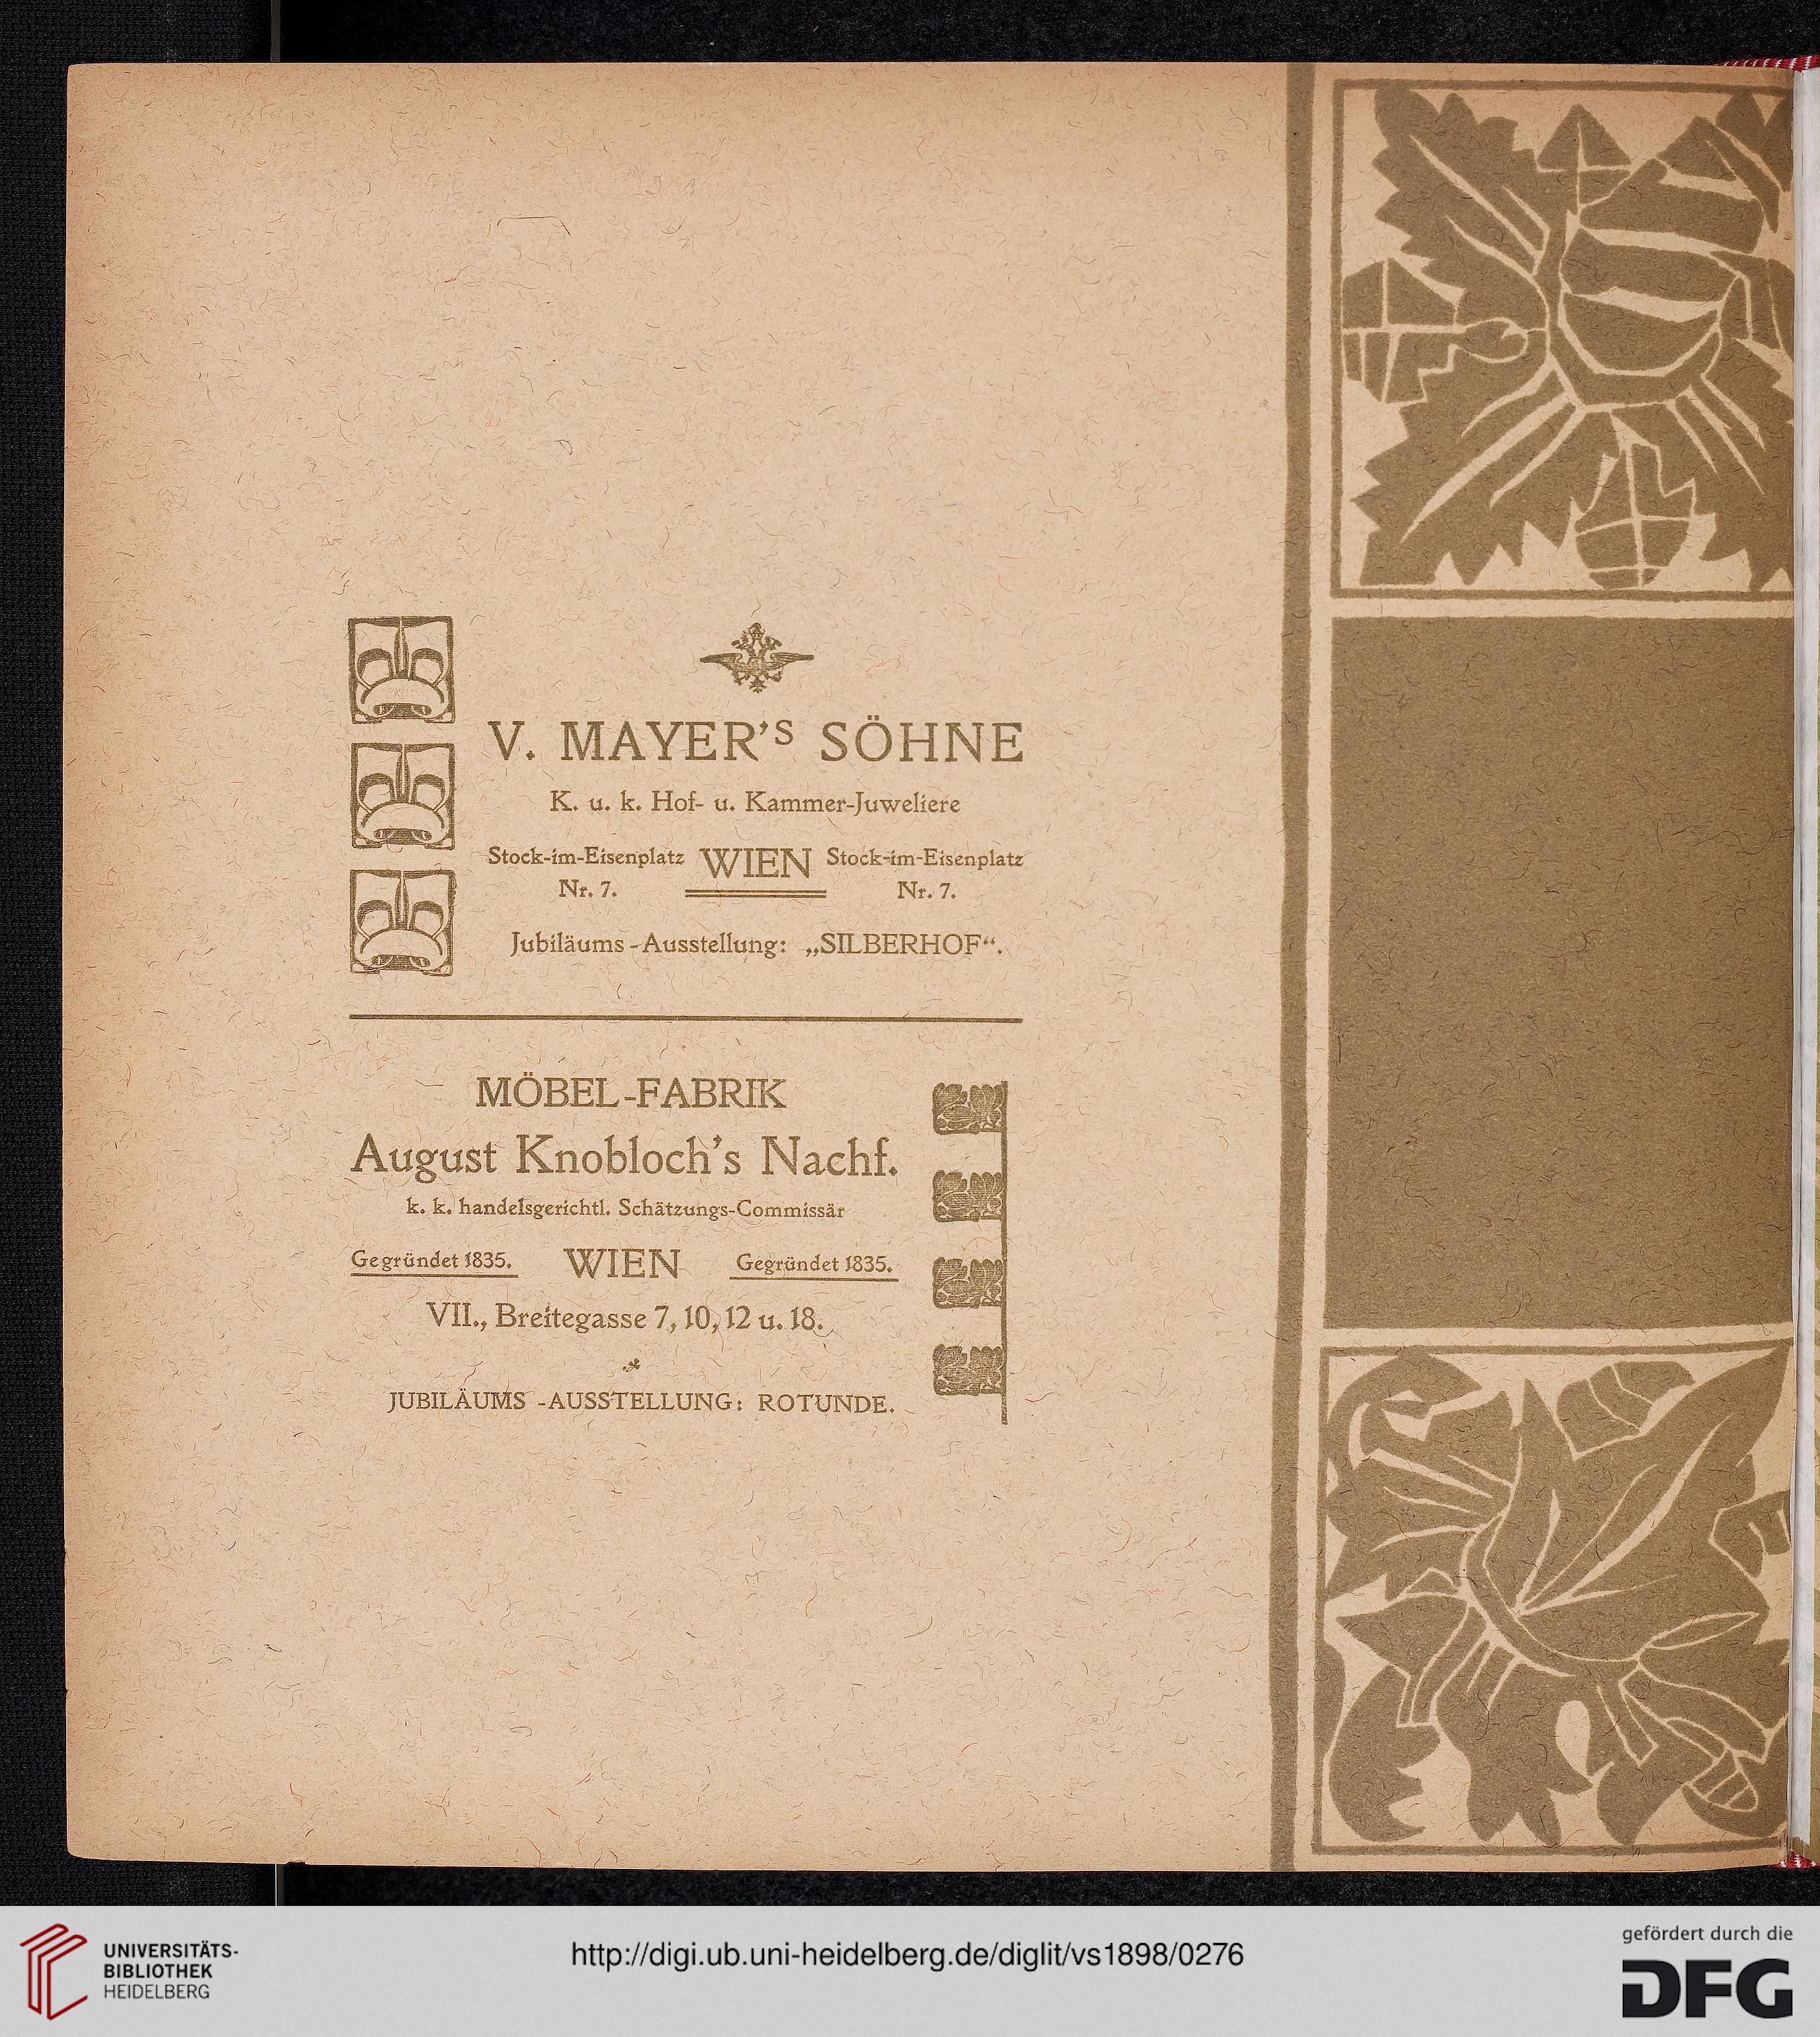 V. MAYER'S SÖHNE
K. u. k. Hof- u. Kammer-Juweliere
Stock-im-Eisenplatz WIEN Stock-im-Eisenplatz
Nr. 7. Nr. 7.
Jubiläums-Ausstellung: „SILBERHOF“.
MÖBEL-FABRIK
August Knobloch's Nachf.
k. k. handelsgerichtl. Schätzungs-Commissär
Gegründet 1835. WIEN Gegründet 1835.
VII., Breitegasse 7, 10, 12 u. 18.
JUBILÄUMS-AUSSTELLUNG: ROTUNDE.
UNIVERSITÄTS-
BIBLIOTHEK
HEIDELBERG
http://digi.ub.uni-heidelberg.de/diglit/vs1898/0276
gefördert durch die
DFG